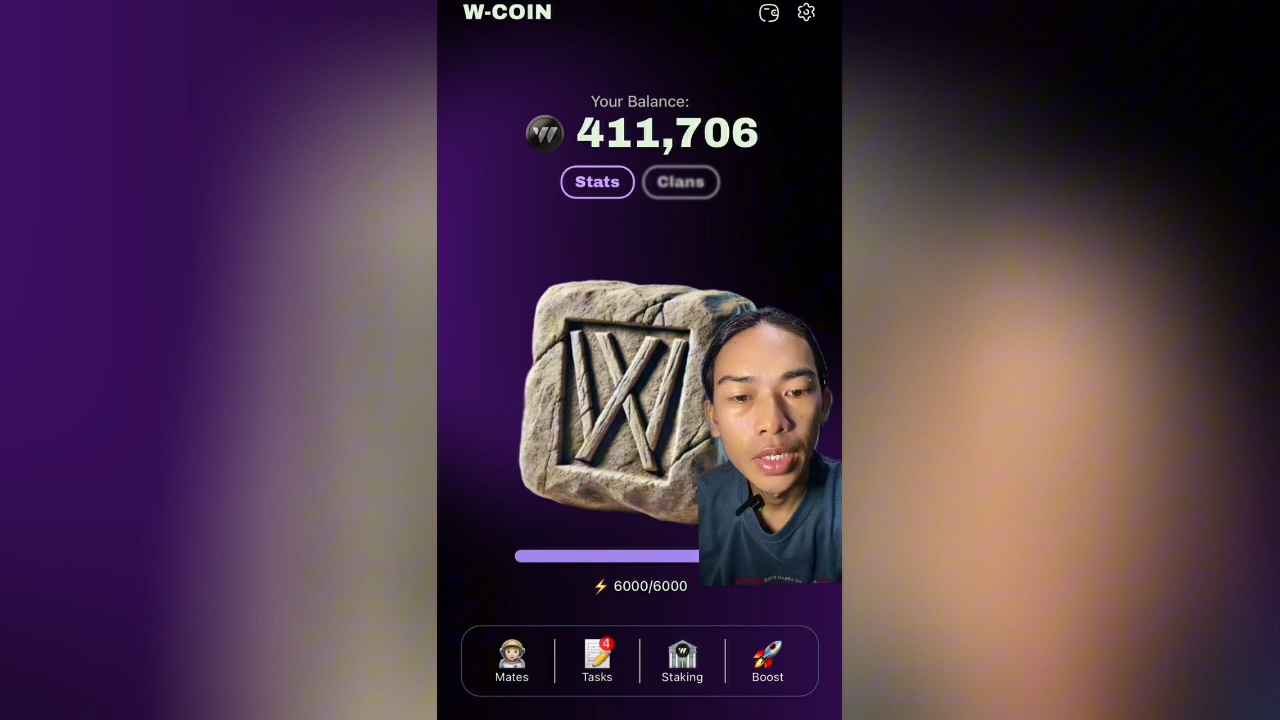 W-COIN
Your Balance:
411,706
Stats
Clans
⚡ 6000/6000
4
Mates
Tasks
Staking
Boost